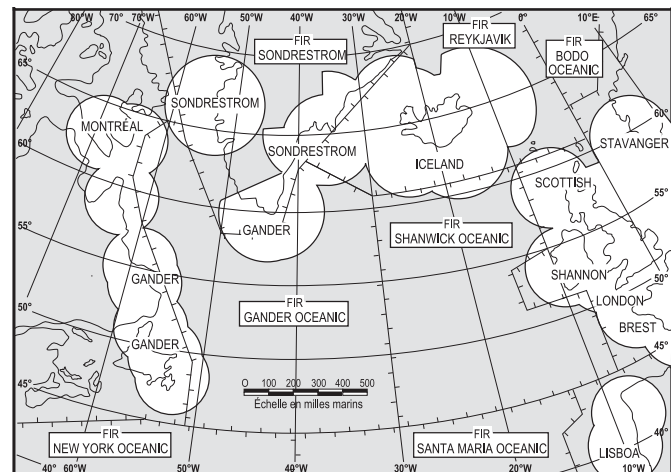 80°W 70° 60° 50° 40°W 30°W 20°W 10°W 0° 10°E 65°
FIR
SONDRESTROM
FIR
REYKJAVIK
FIR
BODO
OCEANIC
65°
60°
55°
50°
45°
MONTRÉAL
SONDRESTROM
SONDRESTROM
ICELAND
STAVANGER
60°
SCOTTISH
55°
GANDER
FIR
SHANWICK OCEANIC
SHANNON
50°
LONDON
BREST
45°
GANDER
FIR
GANDER OCEANIC
GANDER
0 100 200 300 400 500
Échelle en milles marins
FIR
NEW YORK OCEANIC
FIR
SANTA MARIA OCEANIC
LISBOA
40°
40° 60°W 50°W 40°W 30°W 20°W 10°W